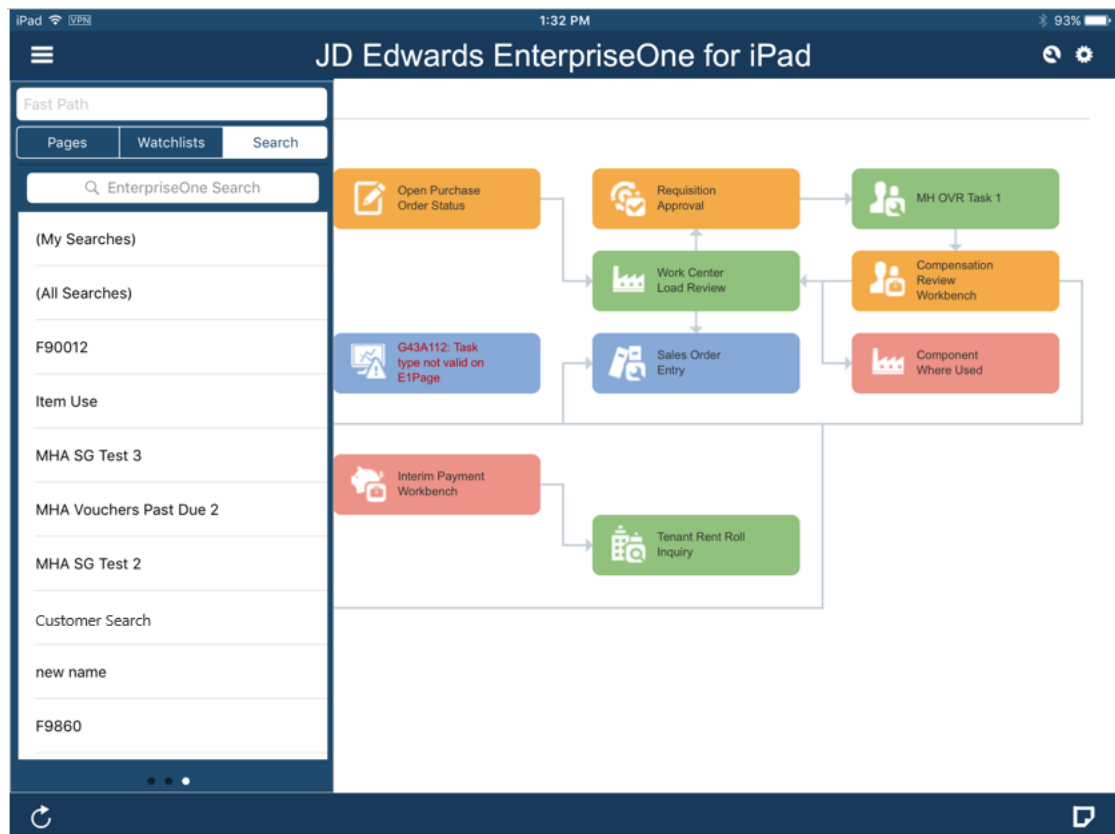 iPad VPN 1:32 PM 93%
JD Edwards EnterpriseOne for iPad
Fast Path
Pages Watchlists Search
EnterpriseOne Search
(My Searches)
(All Searches)
F90012
Item Use
MHA SG Test 3
MHA Vouchers Past Due 2
MHA SG Test 2
Customer Search
new name
F9860
Open Purchase
Order Status
Requisition
Approval
MH OVR Task 1
Work Center
Load Review
Compensation
Review
Workbench
G43A112: Task
type not valid on
E1Page
Sales Order
Entry
Component
Where Used
Interim Payment
Workbench
Tenant Rent Roll
Inquiry